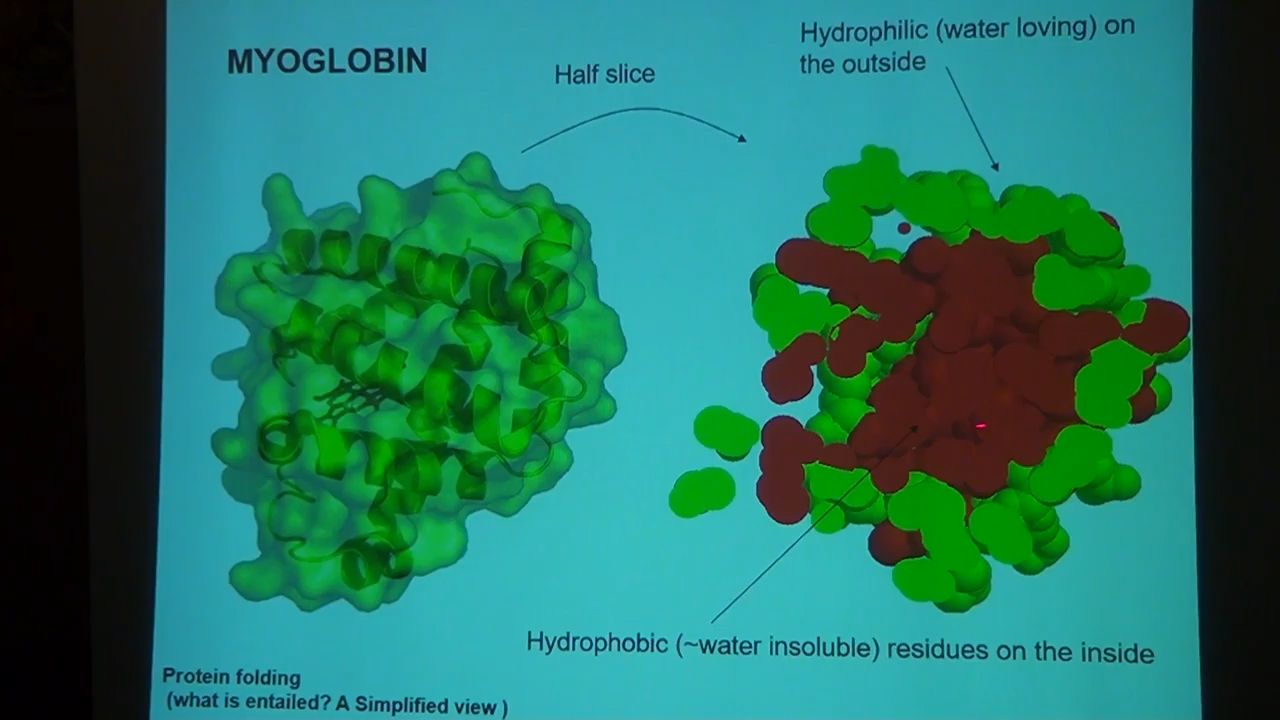 MYOGLOBIN
Half slice
Hydrophilic (water loving) on
the outside
Hydrophobic (~water insoluble) residues on the inside
Protein folding
(what is entailed? A Simplified view )